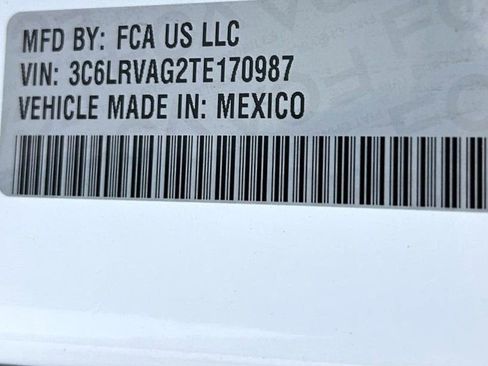 MFD BY: FCA US LLC
VIN: 3C6LRVAG2TE170987
VEHICLE MADE IN: MEXICO